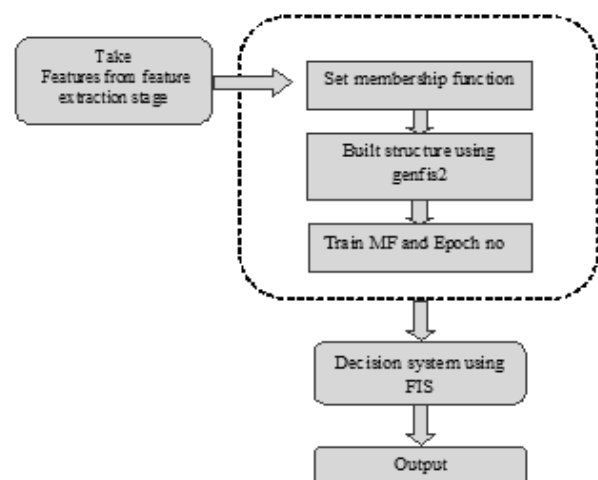 Take
Features from feature
extraction stage
Set membership function
Built structure using
genfis2
Train MF and Epoch no
Decision system using
FIS
Output